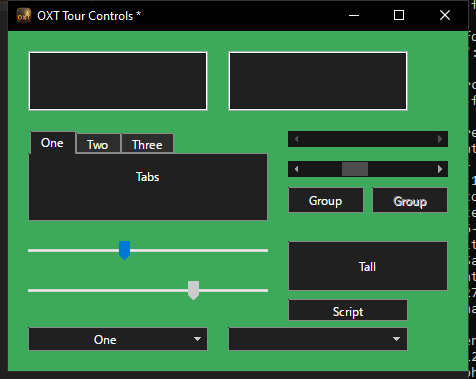 OXT Tour Controls *
One Two Three
Tabs
Group Group
Tall
Script
One